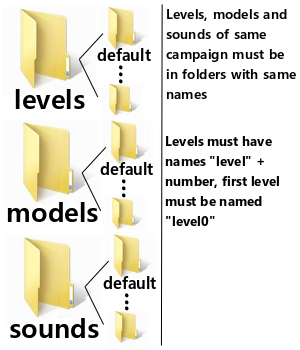 levels
default
models
default
sounds
default
Levels, models and
sounds of same
campaign must be
in folders with same
names
Levels must have
names "level" +
number, first level
must be named
"level0"